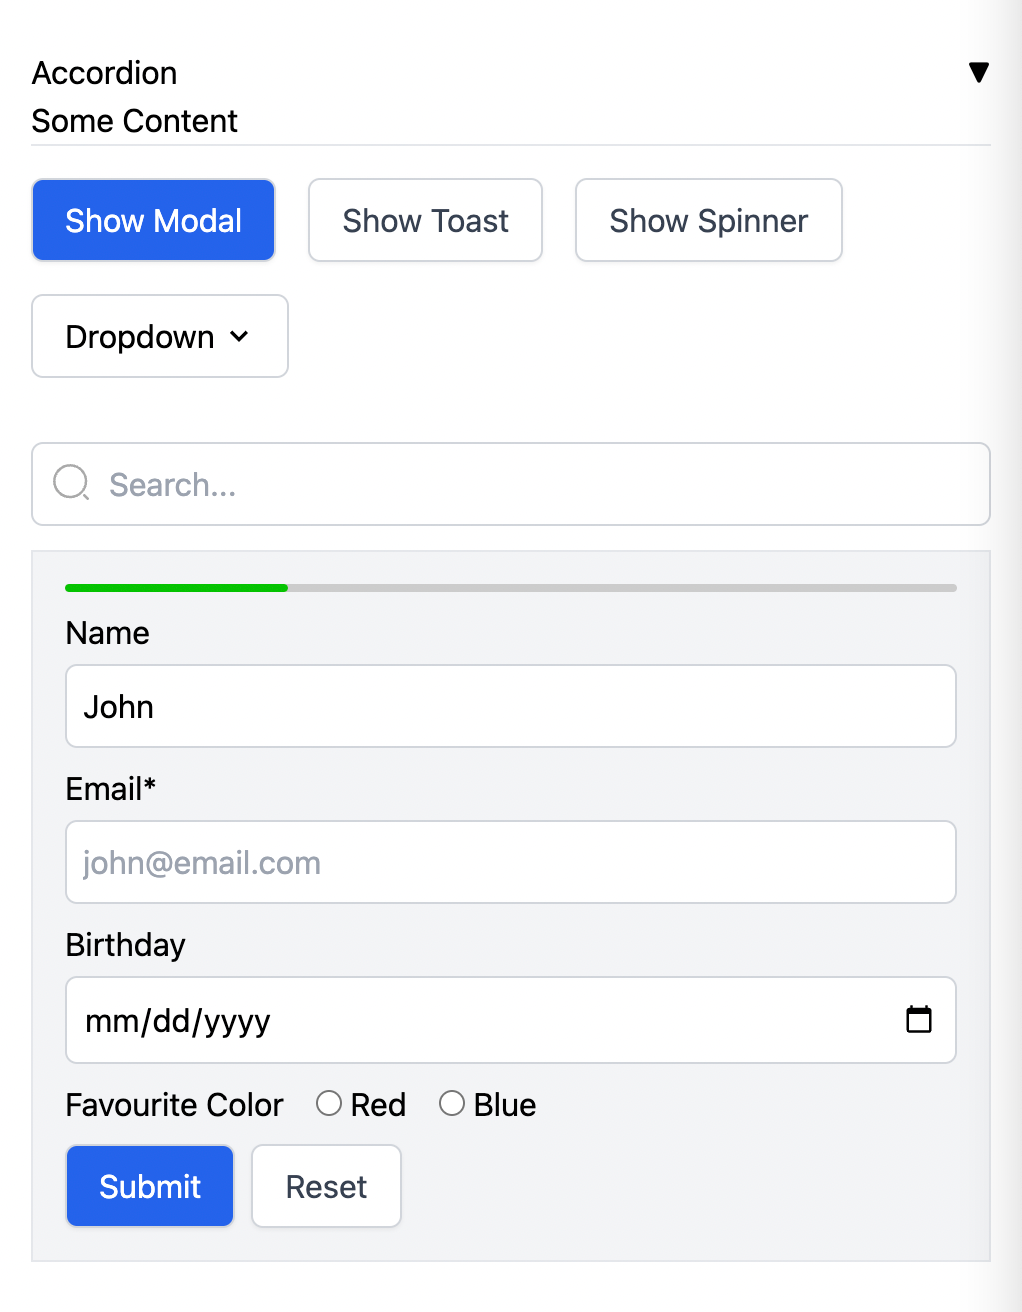 Accordion ▼
Some Content
Show Modal Show Toast Show Spinner
Dropdown
Search...
Name
John
Email*
john@email.com
Birthday
mm/dd/yyyy
Favourite Color Red Blue
Submit Reset